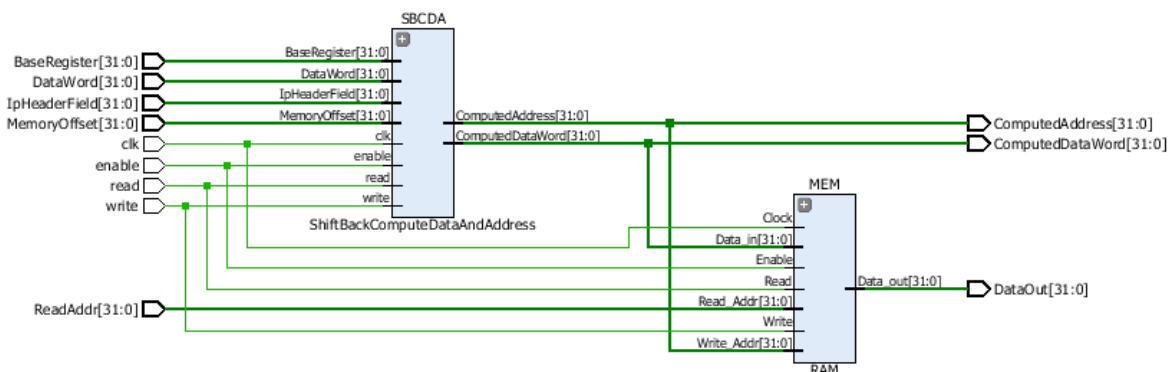 SBCDA
BaseRegister[31:0]
DataWord[31:0]
IpHeaderField[31:0]
MemoryOffset[31:0]
clk
enable
read
write
ReadAddr[31:0]
BaseRegister[31:0]
DataWord[31:0]
IpHeaderField[31:0]
MemoryOffset[31:0]
clk
enable
read
write
ComputedAddress[31:0]
ComputedDataWord[31:0]
ShiftBackComputeDataAndAddress
MEM
Clock
Data_in[31:0]
Enable
Read
Read_Addr[31:0]
Write
Write_Addr[31:0]
Data_out[31:0]
RAM
ComputedAddress[31:0]
ComputedDataWord[31:0]
DataOut[31:0]